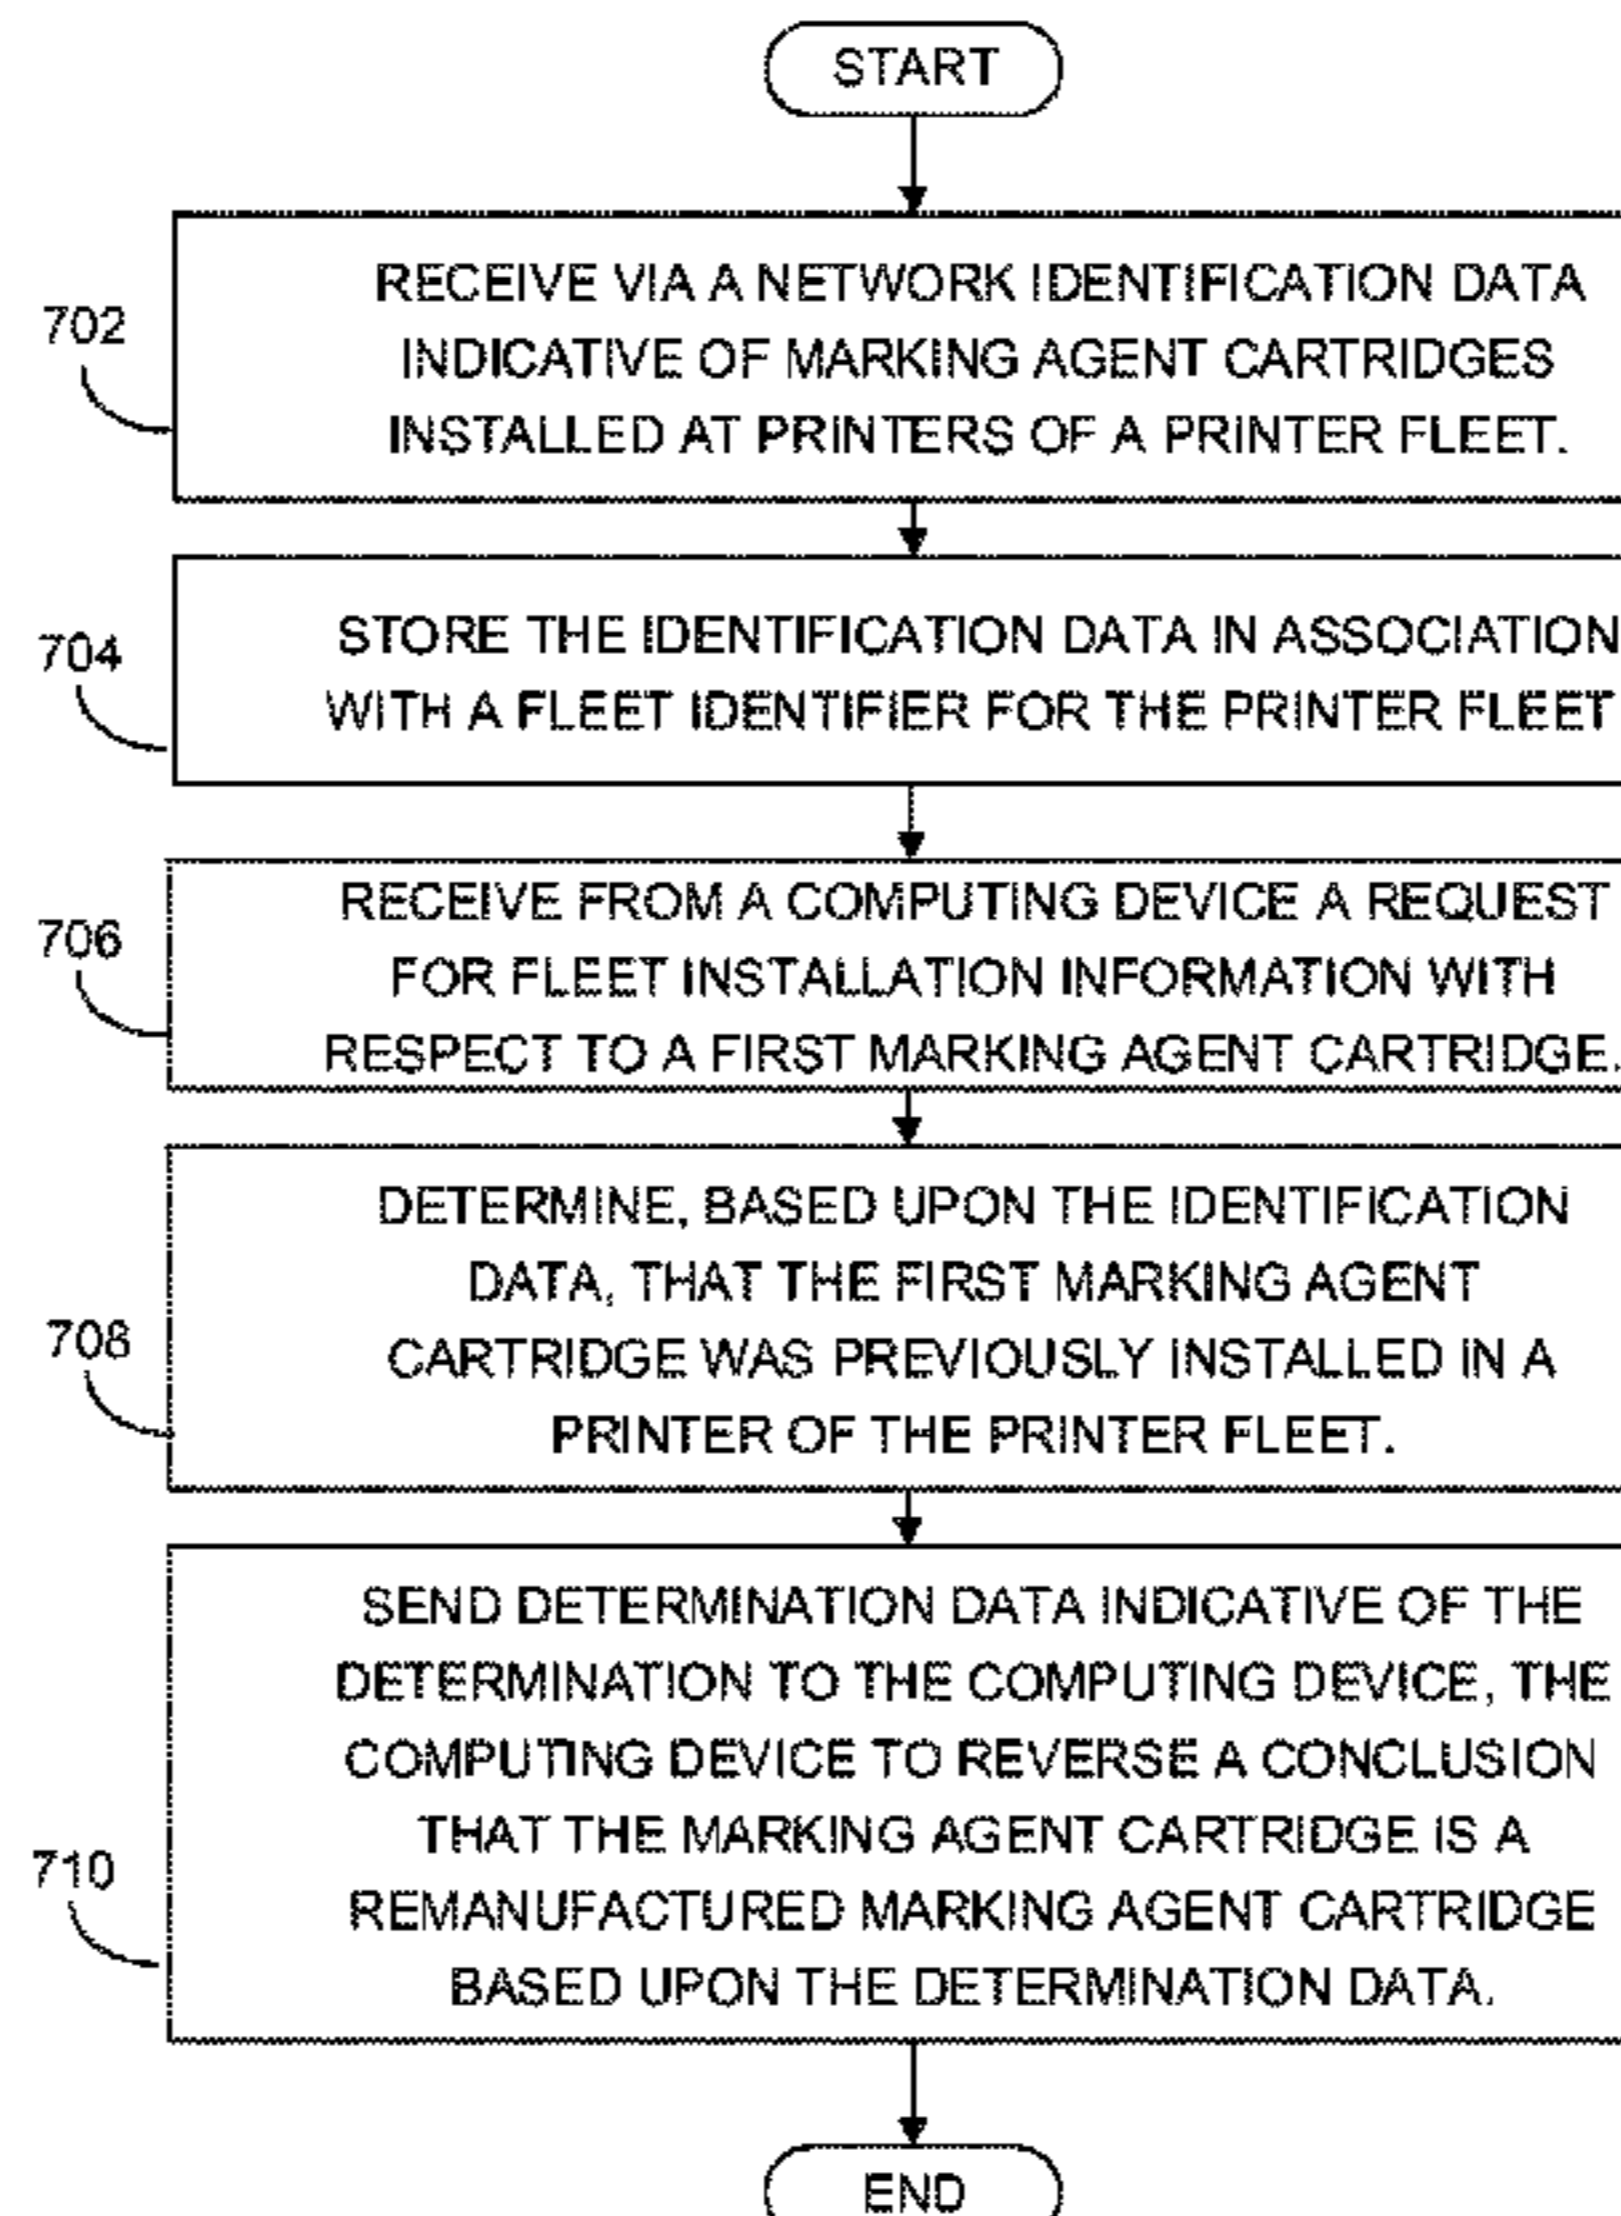 START
702
RECEIVE VIA A NETWORK IDENTIFICATION DATA
INDICATIVE OF MARKING AGENT CARTRIDGES
INSTALLED AT PRINTERS OF A PRINTER FLEET.
704
STORE THE IDENTIFICATION DATA IN ASSOCIATION
WITH A FLEET IDENTIFIER FOR THE PRINTER FLEET
706
RECEIVE FROM A COMPUTING DEVICE A REQUEST
FOR FLEET INSTALLATION INFORMATION WITH
RESPECT TO A FIRST MARKING AGENT CARTRIDGE.
708
DETERMINE, BASED UPON THE IDENTIFICATION
DATA, THAT THE FIRST MARKING AGENT
CARTRIDGE WAS PREVIOUSLY INSTALLED IN A
PRINTER OF THE PRINTER FLEET.
710
SEND DETERMINATION DATA INDICATIVE OF THE
DETERMINATION TO THE COMPUTING DEVICE, THE
COMPUTING DEVICE TO REVERSE A CONCLUSION
THAT THE MARKING AGENT CARTRIDGE IS A
REMANUFACTURED MARKING AGENT CARTRIDGE
BASED UPON THE DETERMINATION DATA.
END